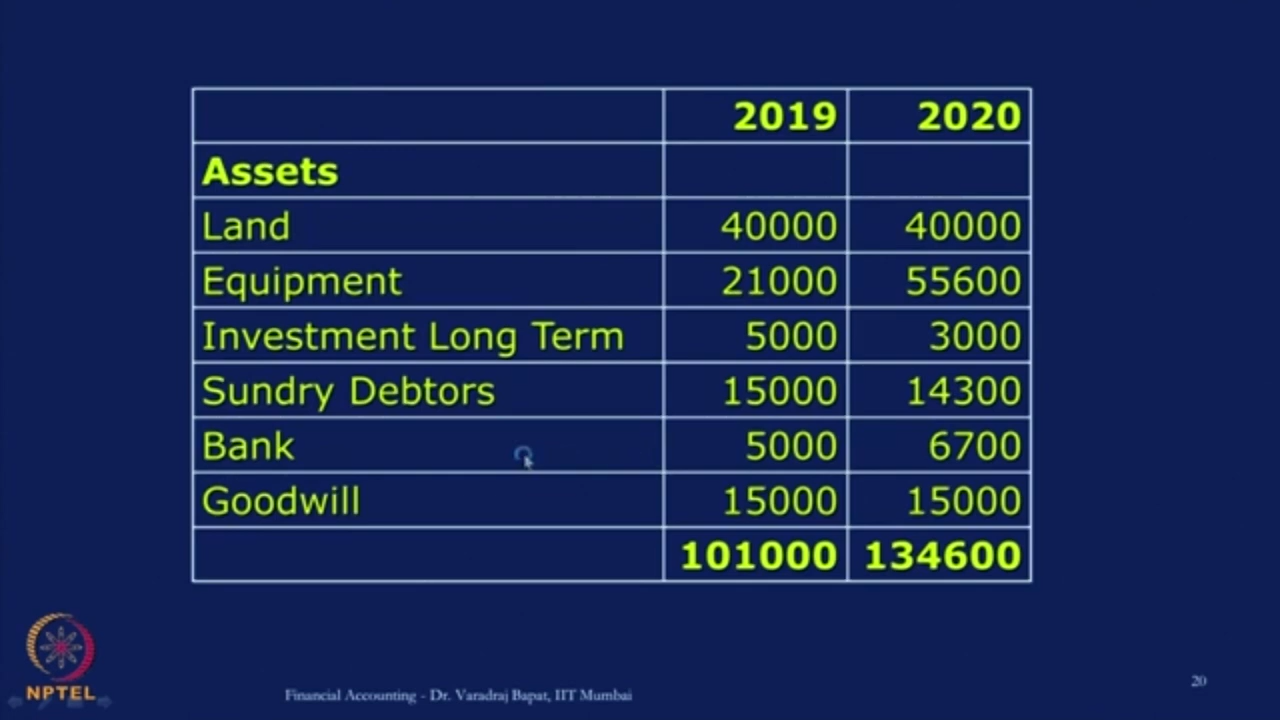 2019 2020
Assets
Land 40000 40000
Equipment 21000 55600
Investment Long Term 5000 3000
Sundry Debtors 15000 14300
Bank 5000 6700
Goodwill 15000 15000
101000 134600
NPTEL
Financial Accounting - Dr. Varadraj Bapat, IIT Mumbai
20